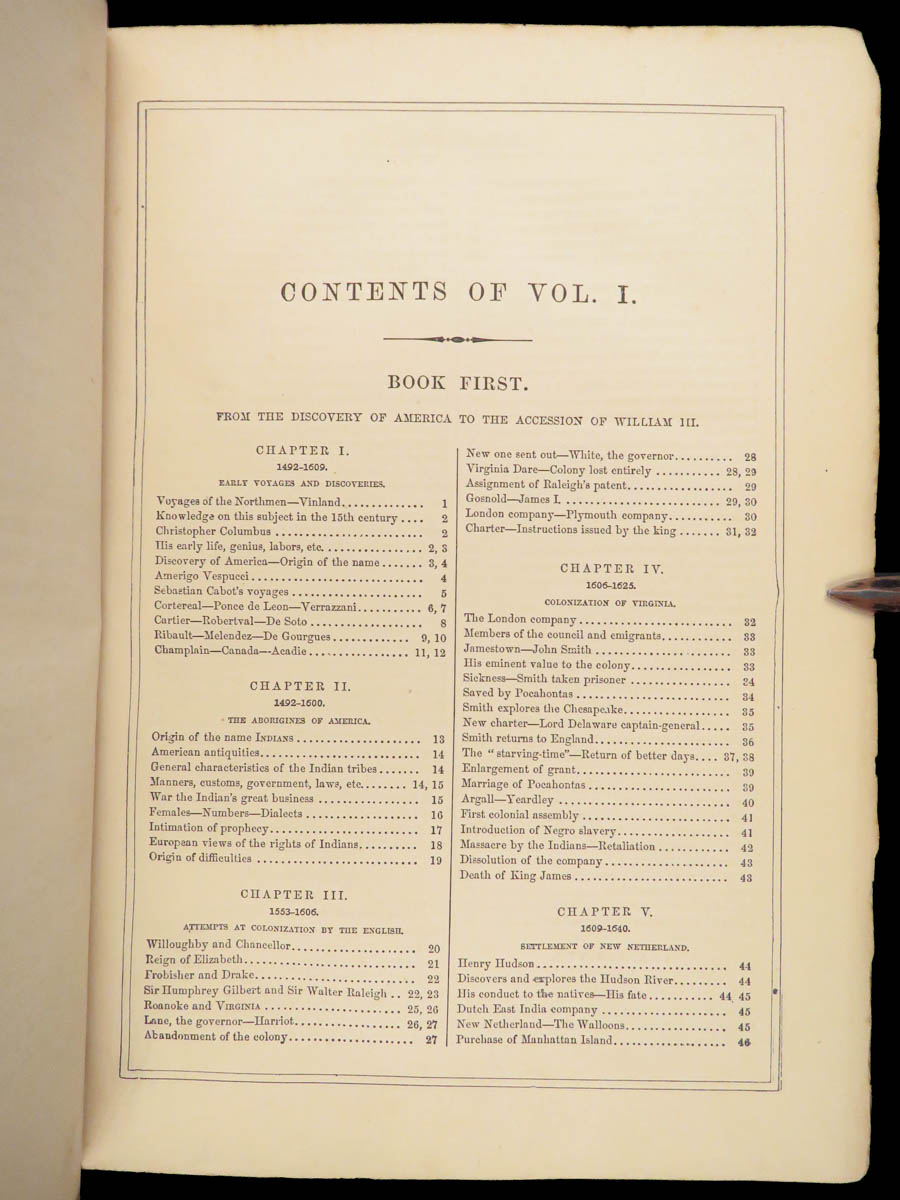 CONTENTS OF VOL. I.
BOOK FIRST.
FROM THE DISCOVERY OF AMERICA TO THE ACCESSION OF WILLIAM III.
CHAPTER I.
1492-1609.
EARLY VOYAGES AND DISCOVERIES.
Voyages of the Northmen—Vinland.............. 1
Knowledge on this subject in the 15th century .... 2
Christopher Columbus ......................... 2
His early life, genius, labors, etc. ................ 2, 3
Discovery of America—Origin of the name ....... 3, 4
Amerigo Vespucci............................. 4
Sebastian Cabot's voyages ...................... 5
Cortereal—Ponce de Leon—Verrazzani........... 6, 7
Cartier—Robertval—De Soto ................... 8
Ribault—Melendez—De Gourgues ............. 9, 10
Champlain—Canada—Acadie ................. 11, 12
CHAPTER II.
1492-1600.
THE ABORIGINES OF AMERICA.
Origin of the name INDIANS ..................... 13
American antiquities........................... 14
General characteristics of the Indian tribes ....... 14
Manners, customs, government, laws, etc........ 14, 15
War the Indian's great business ................. 15
Females—Numbers—Dialects ................... 16
Intimation of prophecy......................... 17
European views of the rights of Indians.......... 18
Origin of difficulties ........................... 19
CHAPTER III.
1553-1606.
ATTEMPTS AT COLONIZATION BY THE ENGLISH.
Willoughby and Chancellor..................... 20
Reign of Elizabeth............................. 21
Frobisher and Drake........................... 22
Sir Humphrey Gilbert and Sir Walter Raleigh .. 22, 23
Roanoke and VIRGINIA ....................... 25, 26
Lane, the governor—Harriot.................. 26, 27
Abandonment of the colony..................... 27
New one sent out—White, the governor.......... 28
Virginia Dare—Colony lost entirely ........... 28, 29
Assignment of Raleigh's patent.................. 29
Gosnold—James I. .......................... 29, 30
London company—Plymouth company........... 30
Charter—Instructions issued by the king ....... 31, 32
CHAPTER IV.
1606-1625.
COLONIZATION OF VIRGINIA.
The London company .......................... 32
Members of the council and emigrants............ 33
Jamestown—John Smith ....................... 33
His eminent value to the colony................. 33
Sickness—Smith taken prisoner ................. 34
Saved by Pocahontas .......................... 34
Smith explores the Chesapeake.................. 35
New charter—Lord Delaware captain-general..... 35
Smith returns to England....................... 36
The "starving-time"—Return of better days.... 37, 38
Enlargement of grant.......................... 39
Marriage of Pocahontas ........................ 39
Argall—Yeardley ............................. 40
First colonial assembly ......................... 41
Introduction of Negro slavery................... 41
Massacre by the Indians—Retaliation ............ 42
Dissolution of the company..................... 43
Death of King James .......................... 43
CHAPTER V.
1609-1640.
SETTLEMENT OF NEW NETHERLAND.
Henry Hudson................................ 44
Discovers and explores the Hudson River......... 44
His conduct to the natives—His fate ........... 44, 45
Dutch East India company ..................... 45
New Netherland—The Walloons................. 45
Purchase of Manhattan Island................... 46